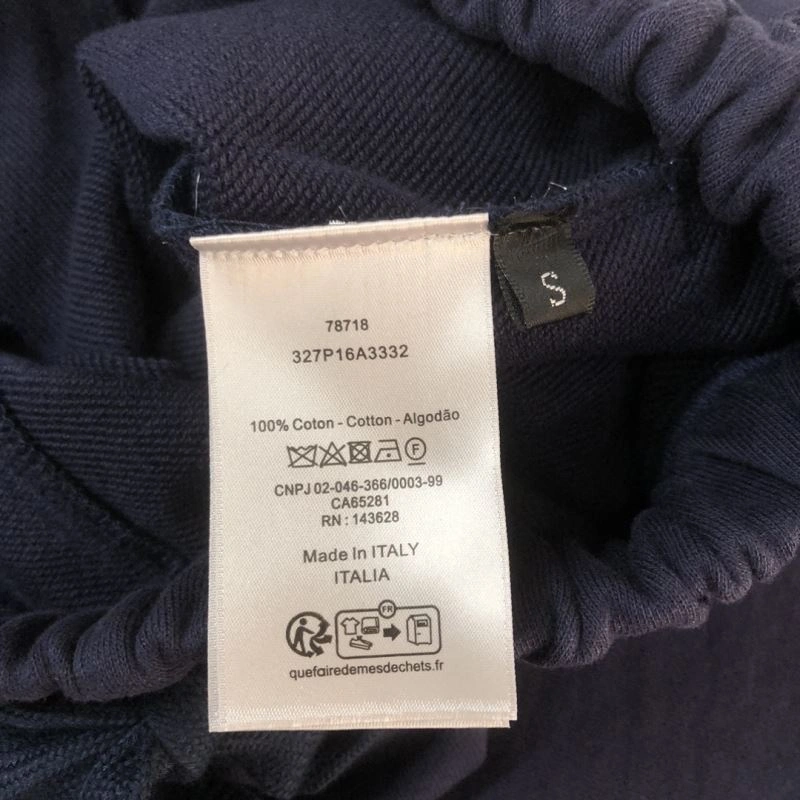 78718
327P16A3332
S
100% Coton - Cotton - Algodão
F
CNPJ 02-046-366/0003-99
CA65281
RN : 143628
Made In ITALY
ITALIA
FR
quefairedemesdechets.fr